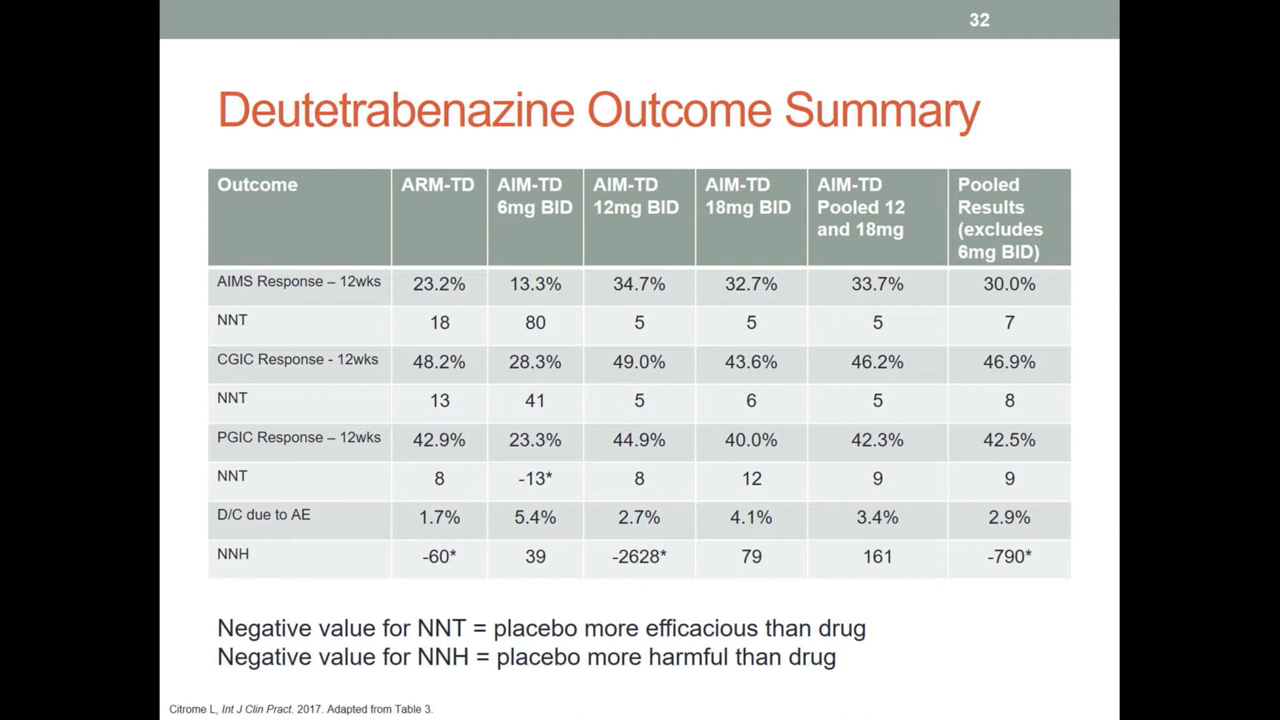 32
Deutetrabenazine Outcome Summary
Outcome ARM-TD AIM-TD 6mg BID AIM-TD 12mg BID AIM-TD 18mg BID AIM-TD Pooled 12 and 18mg Pooled Results (excludes 6mg BID)
AIMS Response – 12wks 23.2% 13.3% 34.7% 32.7% 33.7% 30.0%
NNT 18 80 5 5 5 7
CGIC Response - 12wks 48.2% 28.3% 49.0% 43.6% 46.2% 46.9%
NNT 13 41 5 6 5 8
PGIC Response – 12wks 42.9% 23.3% 44.9% 40.0% 42.3% 42.5%
NNT 8 -13* 8 12 9 9
D/C due to AE 1.7% 5.4% 2.7% 4.1% 3.4% 2.9%
NNH -60* 39 -2628* 79 161 -790*
Negative value for NNT = placebo more efficacious than drug
Negative value for NNH = placebo more harmful than drug
Citrome L, Int J Clin Pract. 2017. Adapted from Table 3.